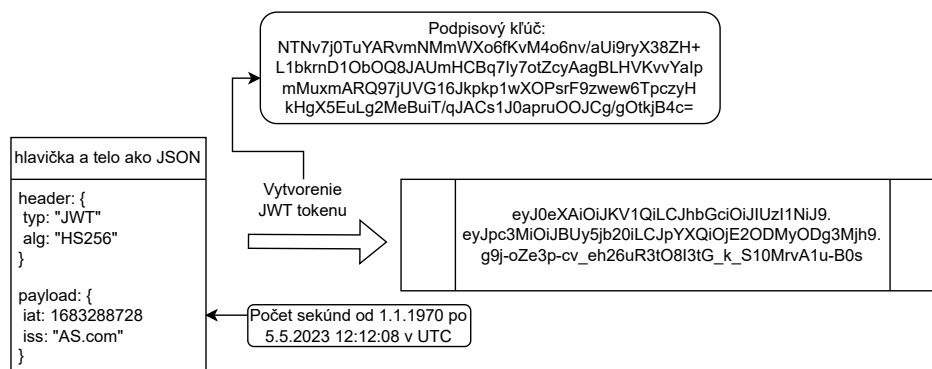 Podpisový kľúč:
NTNv7j0TuYARvmNMmWXo6fKvM4o6nv/aUi9ryX38ZH+
L1bkrnD1ObOQ8JAUmHCBq7Iy7otZcyAagBLHVKvvYaIp
mMuxmARQ97jUVG16Jkpkp1wXOPsrF9zwew6TpczyH
kHgX5EuLg2MeBuiT/qJACs1J0apruOOJCg/gOtkjB4c=
hlavička a telo ako JSON
header: {
typ: "JWT"
alg: "HS256"
}
payload: {
iat: 1683288728
iss: "AS.com"
}
Vytvorenie
JWT tokenu
eyJ0eXAiOiJKV1QiLCJhbGciOiJIUzI1NiJ9.
eyJpc3MiOiJBUy5jb20iLCJpYXQiOjE2ODMyODg3Mjh9.
g9j-oZe3p-cv_eh26uR3tO8I3tG_k_S10MrvA1u-B0s
Počet sekúnd od 1.1.1970 po
5.5.2023 12:12:08 v UTC